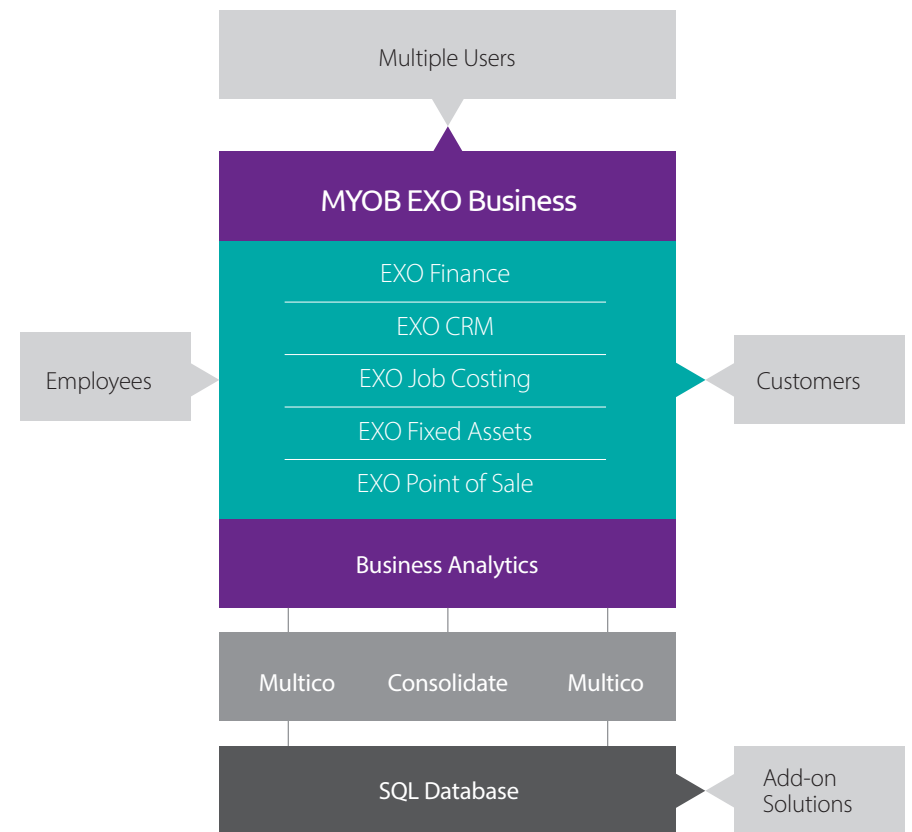 Multiple Users
MYOB EXO Business
EXO Finance
EXO CRM
EXO Job Costing
EXO Fixed Assets
EXO Point of Sale
Employees
Customers
Business Analytics
Multico Consolidate Multico
SQL Database
Add-on
Solutions